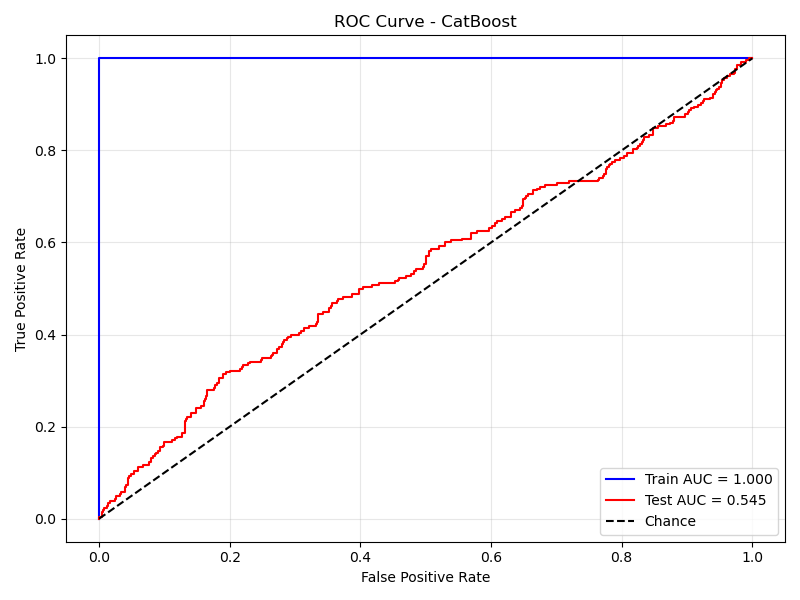 ROC Curve - CatBoost
True Positive Rate
1.0
0.8
0.6
0.4
0.2
0.0
Train AUC = 1.000
Test AUC = 0.545
Chance
0.0 0.2 0.4 0.6 0.8 1.0
False Positive Rate